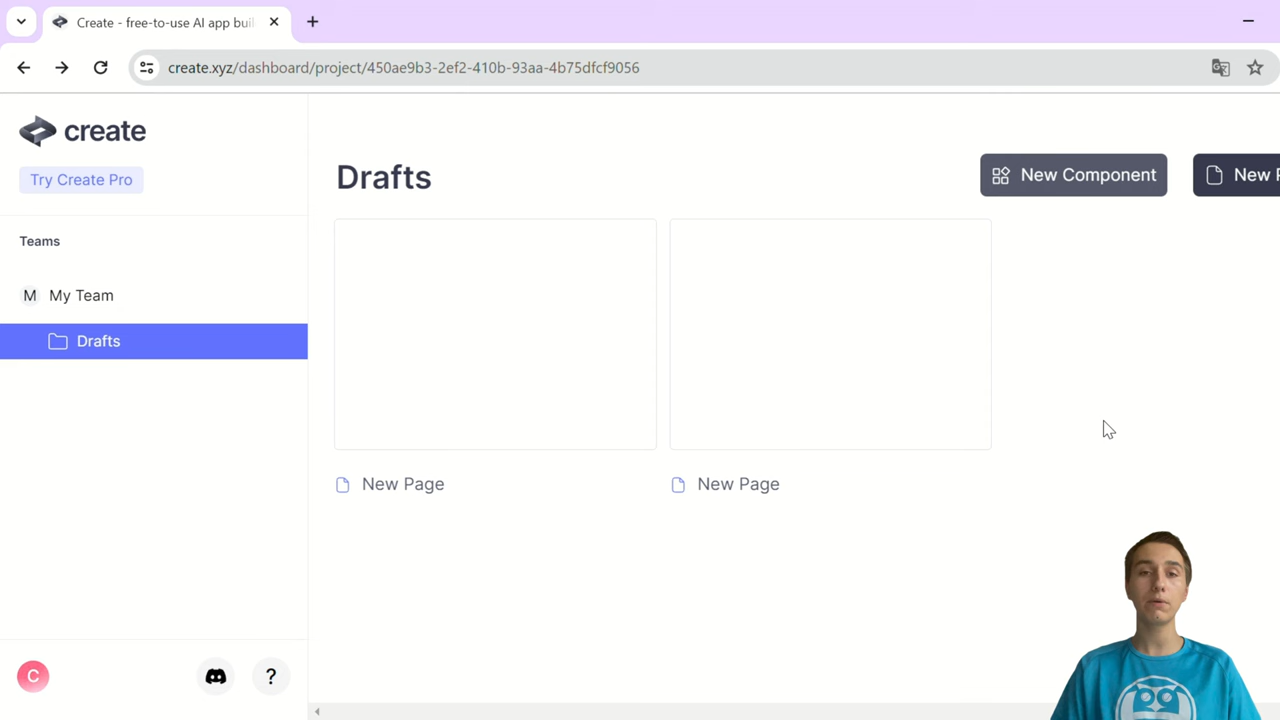 Create - free-to-use AI app buil
create.xyz/dashboard/project/450ae9b3-2ef2-410b-93aa-4b75dfcf9056
create
Try Create Pro
Teams
M My Team
Drafts
C
?
Drafts
New Component
New P
New Page
New Page